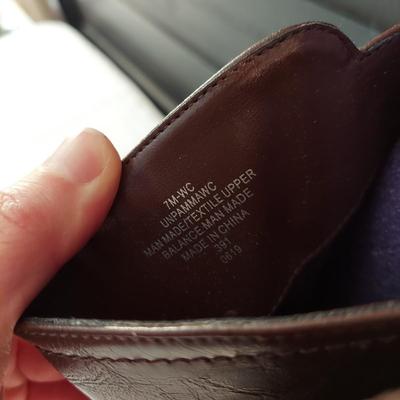 7M-WC
UNPAMMAWC
MAN MADE/TEXTILE UPPER
BALANCE-MAN MADE
MADE IN CHINA
391
0619